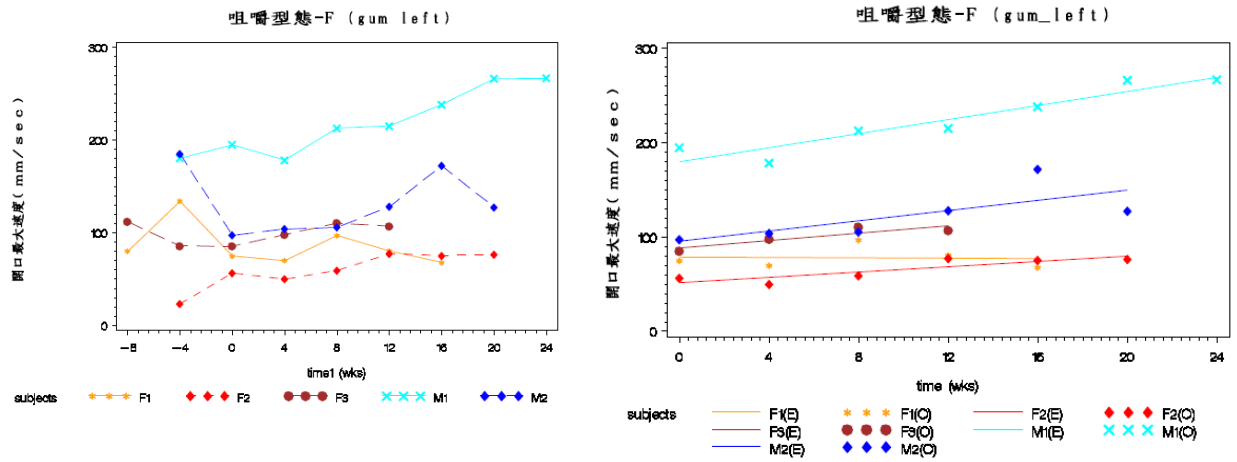 咀嚼型態-F (gum left)
開口最大速度(mm/sec)
300
200
100
0
-8 -4 0 4 8 12 16 20 24
time1 (wks)
subjects F1 F2 F3 M1 M2
咀嚼型態-F (gum_left)
開口最大速度(mm/sec)
300
200
100
0
0 4 8 12 16 20 24
time (wks)
subjects F1(E) F1(O) F2(E) F2(O)
F3(E) F3(O) M1(E) M1(O)
M2(E) M2(O)